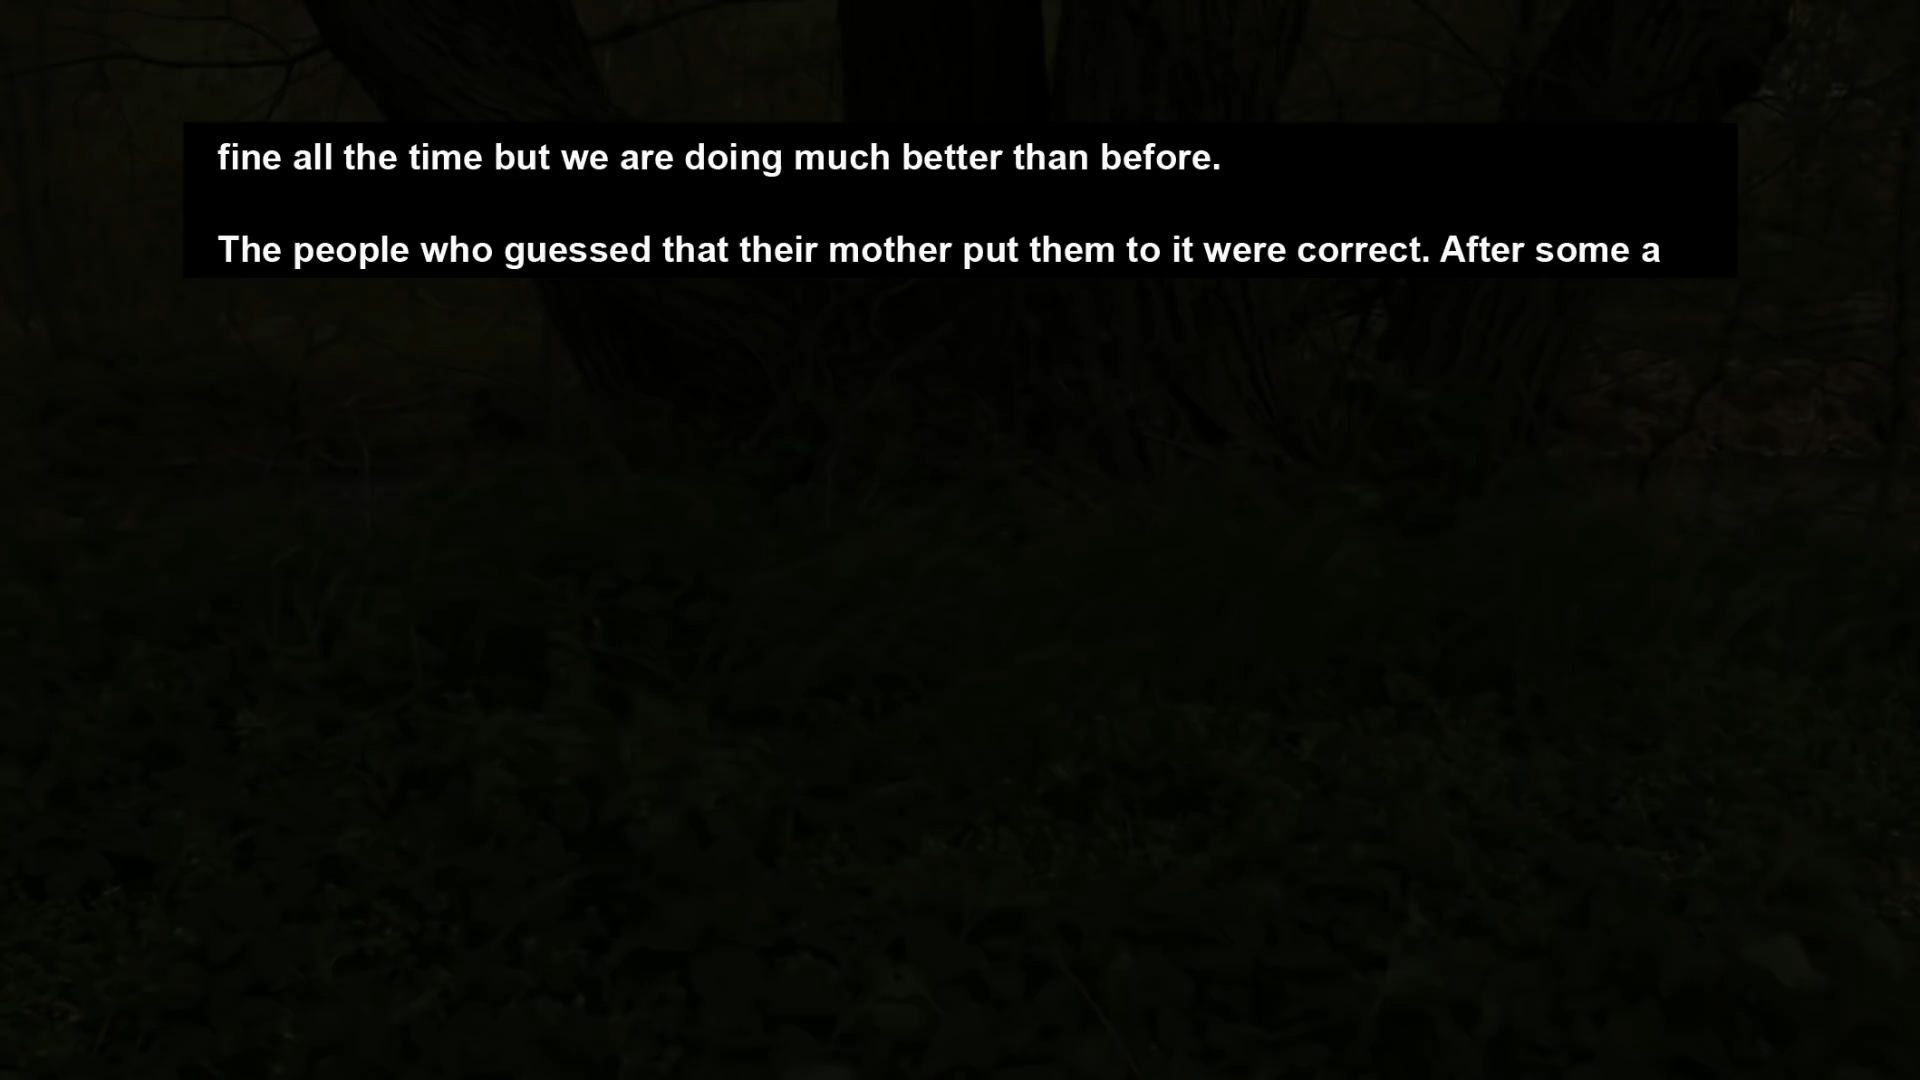 fine all the time but we are doing much better than before.
The people who guessed that their mother put them to it were correct. After some a